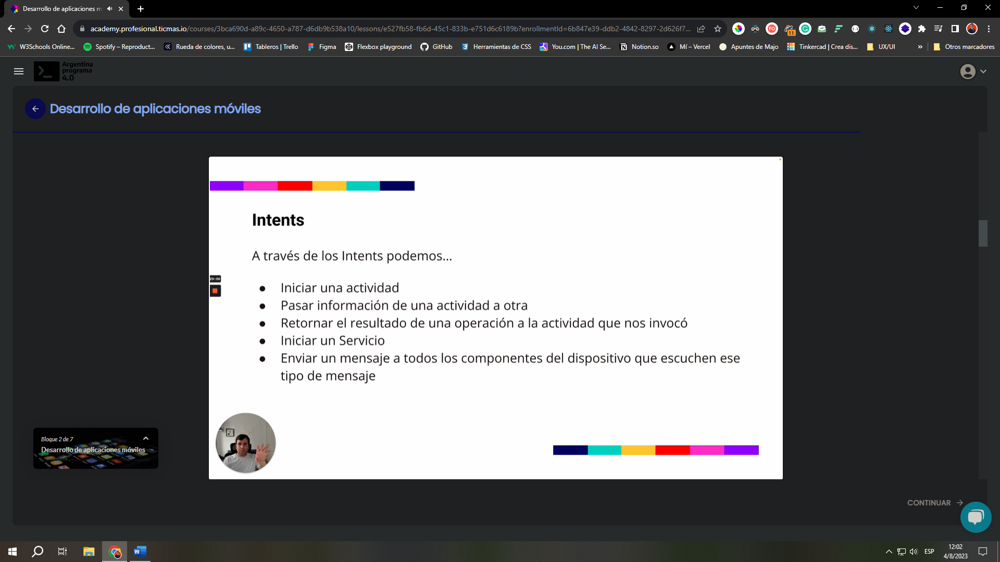 Desarrollo de aplicaciones m
academy.profesional.ticmas.io/courses/3bca690d-a89c-4650-a787-d6db9b538a10/lessons/e527fb58-fb6d-45c1-833b-e751d6c6189b?enrollmentId=6b847e39-ddb2-4842-8297-2d626f7...
FO
11
W3Schools Online...
Spotify – Reproduct...
Rueda de colores, u...
Tableros | Trello
Figma
Flexbox playground
GitHub
Herramientas de CSS
You.com | The AI Se...
Notion.so
Mí – Vercel
Apuntes de Majo
Tinkercad | Crea dis...
UX/UI
»
Otros marcadores
Argentina
programa
4.0
Desarrollo de aplicaciones móviles
Intents
A través de los Intents podemos...
29:06
● Iniciar una actividad
● Pasar información de una actividad a otra
● Retornar el resultado de una operación a la actividad que nos invocó
● Iniciar un Servicio
● Enviar un mensaje a todos los componentes del dispositivo que escuchen ese
tipo de mensaje
Bloque 2 de 7
Desarrollo de aplicaciones móviles
CONTINUAR
ESP
12:02
4/8/2023